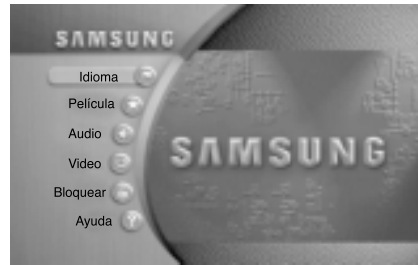 SAMSUNG
Idioma
Película
Audio
Video
Bloquear
Ayuda
SAMSUNG